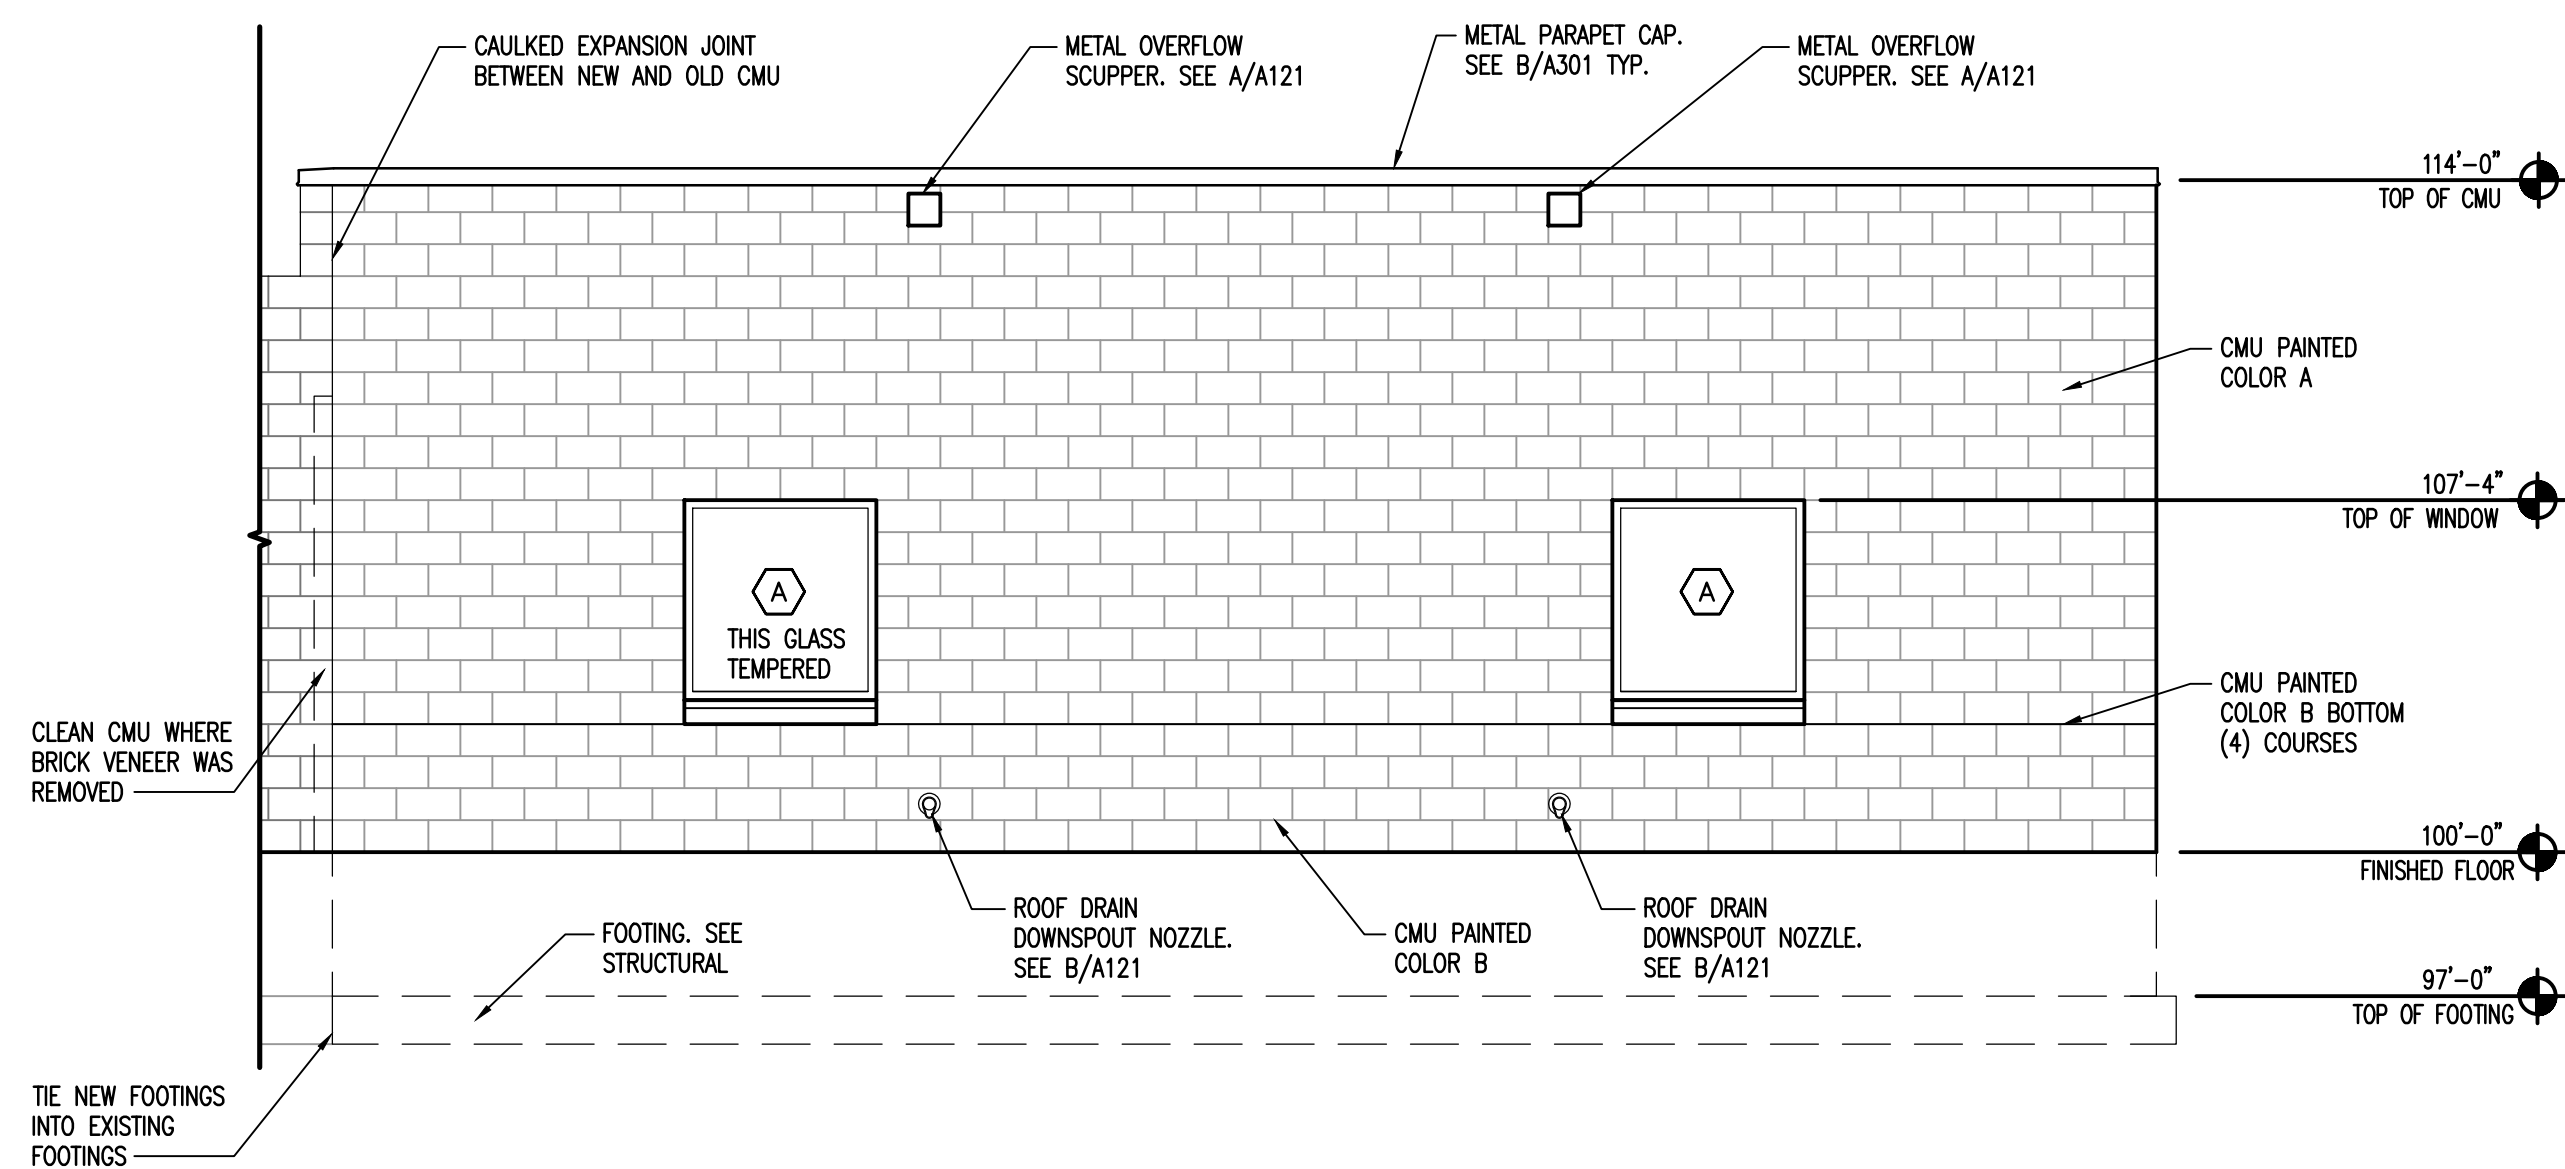 CAULKED EXPANSION JOINT
BETWEEN NEW AND OLD CMU
METAL OVERFLOW
SCUPPER. SEE A/A121
METAL PARAPET CAP.
SEE B/A301 TYP.
METAL OVERFLOW
SCUPPER. SEE A/A121
114'-0"
TOP OF CMU
CMU PAINTED
COLOR A
107'-4"
TOP OF WINDOW
A
THIS GLASS
TEMPERED
A
CMU PAINTED
COLOR B BOTTOM
(4) COURSES
CLEAN CMU WHERE
BRICK VENEER WAS
REMOVED
100'-0"
FINISHED FLOOR
FOOTING. SEE
STRUCTURAL
ROOF DRAIN
DOWNSPOUT NOZZLE.
SEE B/A121
CMU PAINTED
COLOR B
ROOF DRAIN
DOWNSPOUT NOZZLE.
SEE B/A121
97'-0"
TOP OF FOOTING
TIE NEW FOOTINGS
INTO EXISTING
FOOTINGS